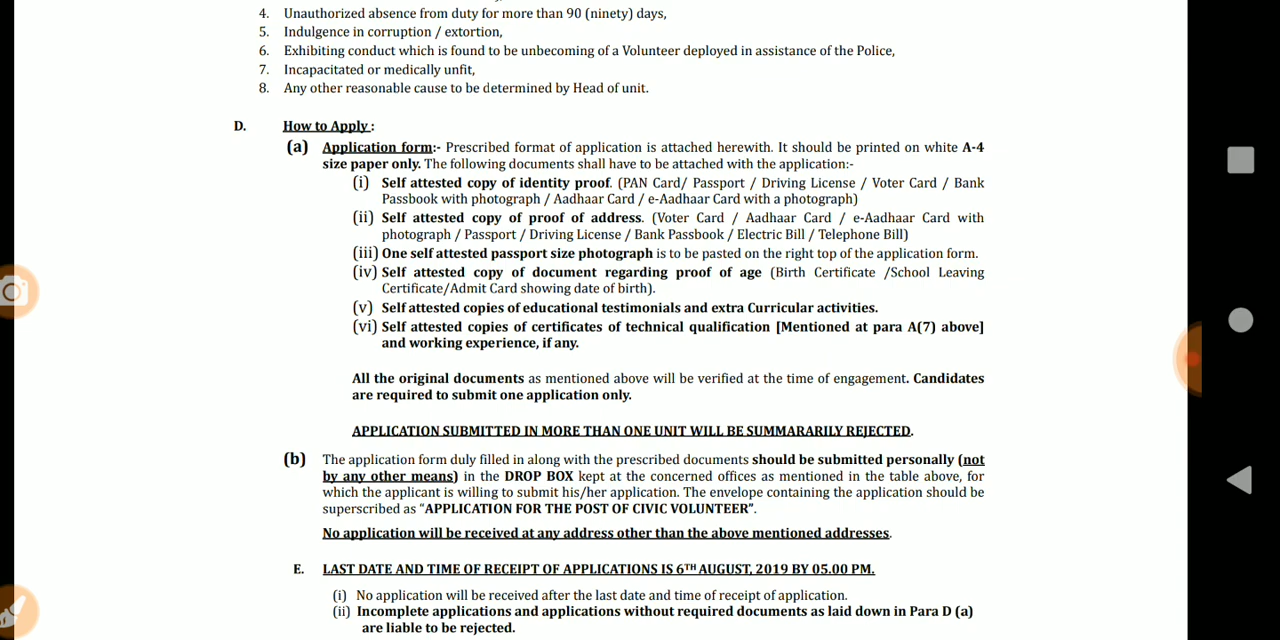 4. Unauthorized absence from duty for more than 90 (ninety) days,
5. Indulgence in corruption / extortion,
6. Exhibiting conduct which is found to be unbecoming of a Volunteer deployed in assistance of the Police,
7. Incapacitated or medically unfit,
8. Any other reasonable cause to be determined by Head of unit.
D. How to Apply :
(a) Application form:- Prescribed format of application is attached herewith. It should be printed on white A-4
size paper only. The following documents shall have to be attached with the application:-
(i) Self attested copy of identity proof. (PAN Card/ Passport / Driving License / Voter Card / Bank
Passbook with photograph / Aadhaar Card / e-Aadhaar Card with a photograph)
(ii) Self attested copy of proof of address. (Voter Card / Aadhaar Card / e-Aadhaar Card with
photograph / Passport / Driving License / Bank Passbook / Electric Bill / Telephone Bill)
(iii) One self attested passport size photograph is to be pasted on the right top of the application form.
(iv) Self attested copy of document regarding proof of age (Birth Certificate /School Leaving
Certificate/Admit Card showing date of birth).
(v) Self attested copies of educational testimonials and extra Curricular activities.
(vi) Self attested copies of certificates of technical qualification [Mentioned at para A(7) above]
and working experience, if any.
All the original documents as mentioned above will be verified at the time of engagement. Candidates
are required to submit one application only.
APPLICATION SUBMITTED IN MORE THAN ONE UNIT WILL BE SUMMARARILY REJECTED.
(b) The application form duly filled in along with the prescribed documents should be submitted personally (not
by any other means) in the DROP BOX kept at the concerned offices as mentioned in the table above, for
which the applicant is willing to submit his/her application. The envelope containing the application should be
superscribed as “APPLICATION FOR THE POST OF CIVIC VOLUNTEER”.
No application will be received at any address other than the above mentioned addresses.
E. LAST DATE AND TIME OF RECEIPT OF APPLICATIONS IS 6TH AUGUST, 2019 BY 05.00 PM.
(i) No application will be received after the last date and time of receipt of application.
(ii) Incomplete applications and applications without required documents as laid down in Para D (a)
are liable to be rejected.